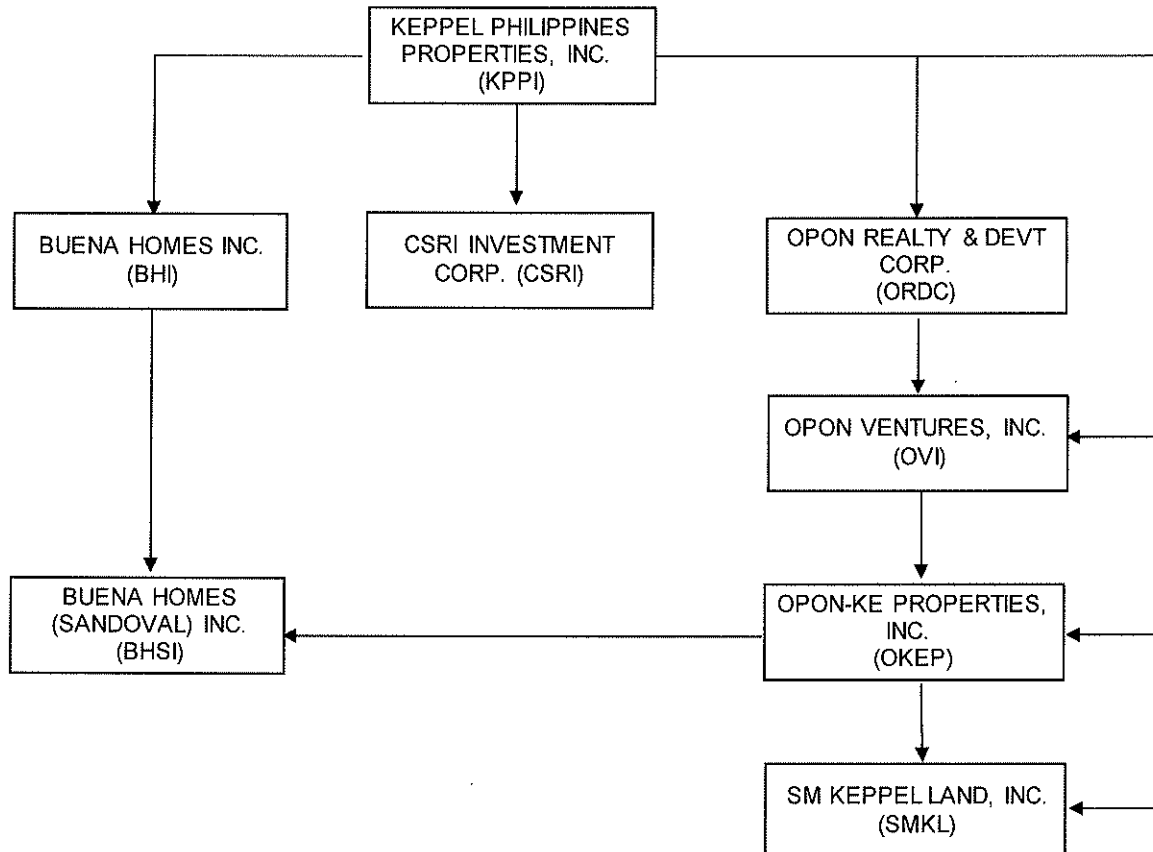 KEPPEL PHILIPPINES
PROPERTIES, INC.
(KPPI)
BUENA HOMES INC.
(BHI)
CSRI INVESTMENT
CORP. (CSRI)
OPON REALTY & DEVT
CORP.
(ORDC)
OPON VENTURES, INC.
(OVI)
BUENA HOMES
(SANDOVAL) INC.
(BHSI)
OPON-KE PROPERTIES,
INC.
(OKEP)
SM KEPPEL LAND, INC.
(SMKL)